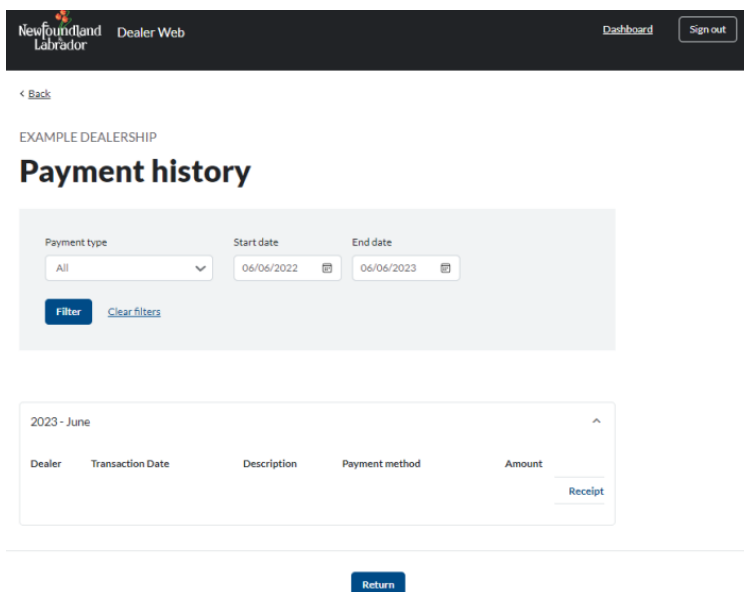 Newfoundland
Labrador
Dealer Web
Dashboard
Sign out
< Back
EXAMPLE DEALERSHIP
Payment history
Payment type
Start date
End date
All
06/06/2022
06/06/2023
Filter
Clear filters
2023 - June
Dealer
Transaction Date
Description
Payment method
Amount
Receipt
Return